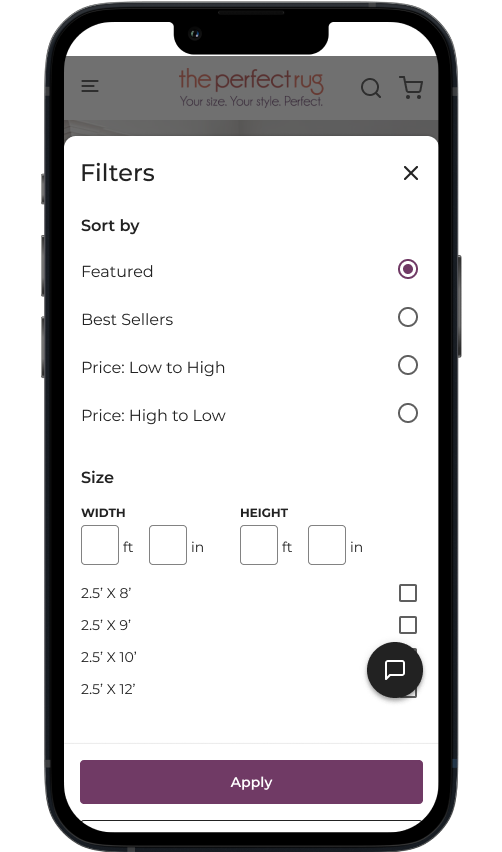 the perfect rug
Your size. Your style. Perfect.
Filters
Sort by
Featured
Best Sellers
Price: Low to High
Price: High to Low
Size
WIDTH HEIGHT
ft in ft in
2.5’ X 8’
2.5’ X 9’
2.5’ X 10’
2.5’ X 12’
Apply